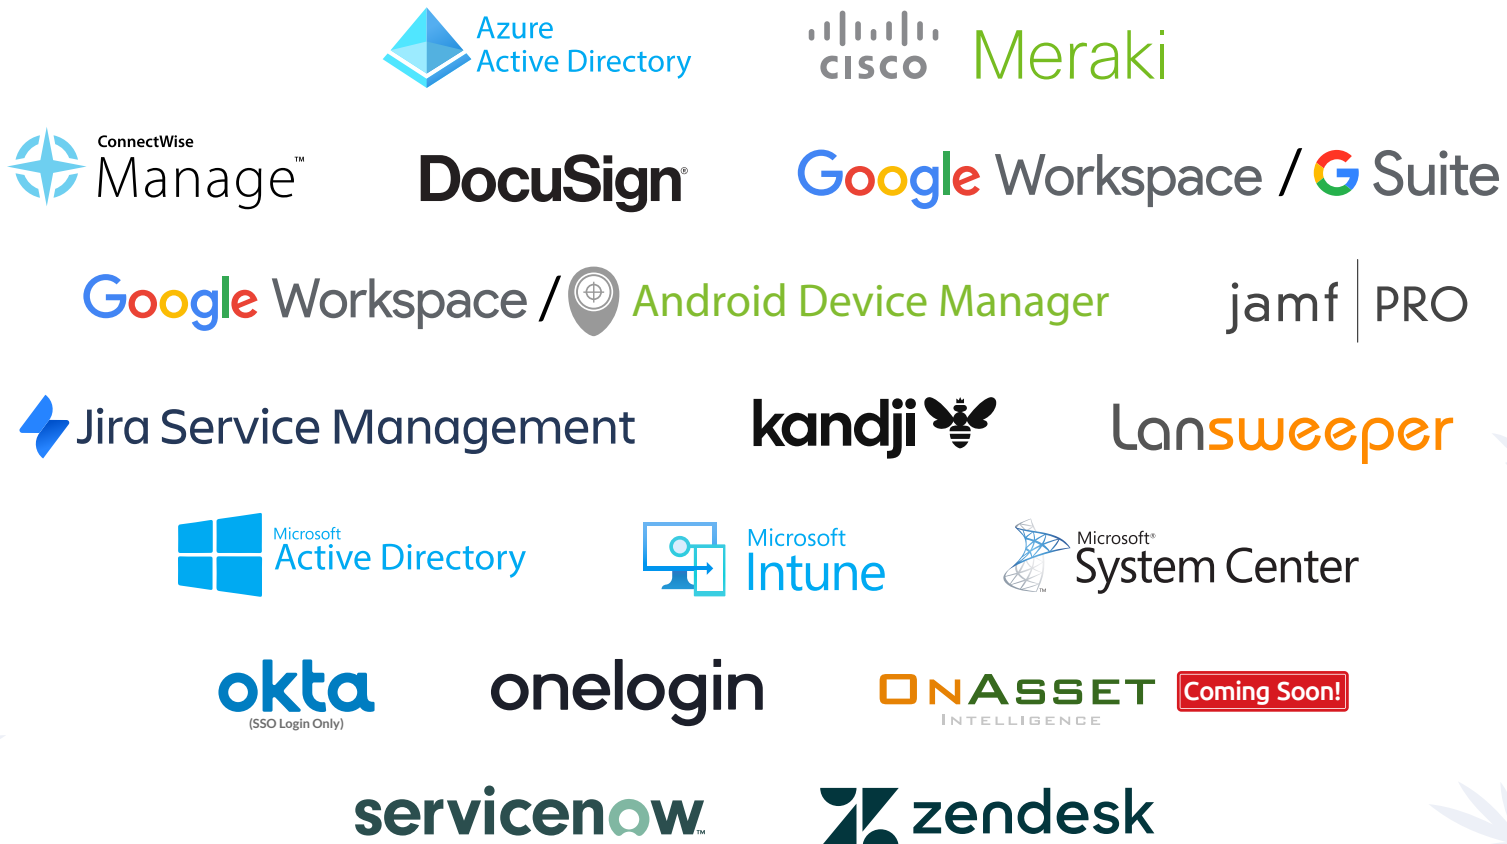 Azure
Active Directory
CISCO Meraki
ConnectWise
Manage™
DocuSign®
Google Workspace / G Suite
Google Workspace / Android Device Manager
jamf | PRO
Jira Service Management
kandji
Lansweeper
Microsoft
Active Directory
Microsoft
Intune
Microsoft®
System Center
™
okta
(SSO Login Only)
onelogin
ONASSET
INTELLIGENCE
Coming Soon!
servicenow™
zendesk